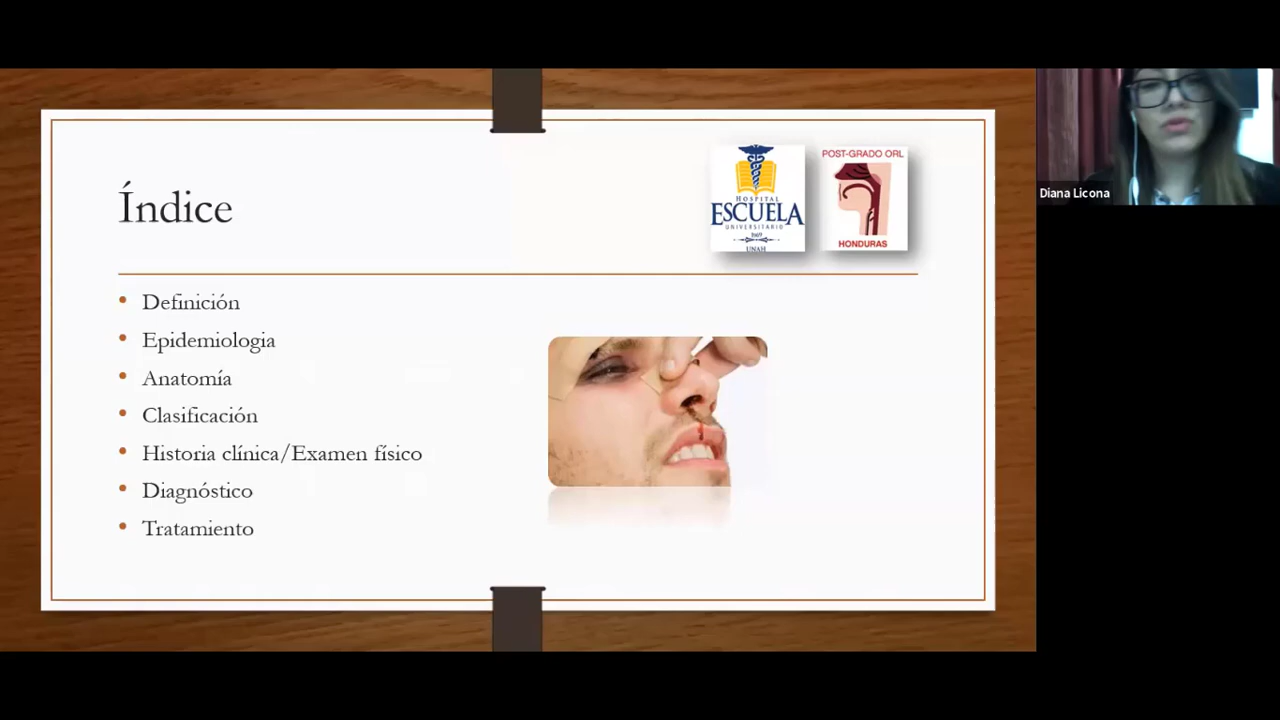 Índice
HOSPITAL
ESCUELA
UNIVERSITARIO
1969
UNAH
POST-GRADO ORL
HONDURAS
• Definición
• Epidemiologia
• Anatomía
• Clasificación
• Historia clínica/Examen físico
• Diagnóstico
• Tratamiento
Diana Licona